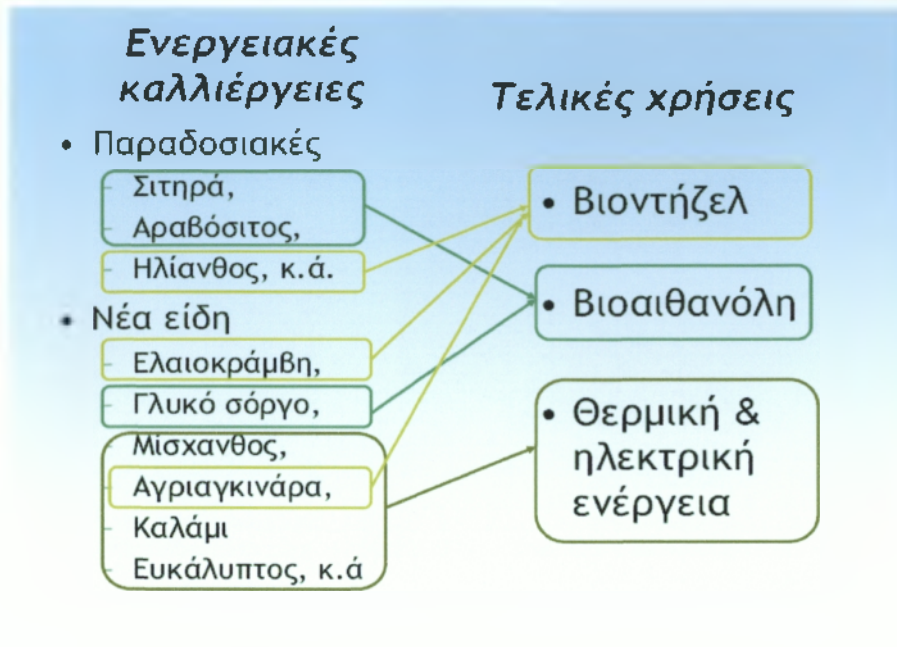 Ενεργειακές
καλλιέργειες
• Παραδοσιακές
- Σιτηρά,
- Αραβόσιτος,
- Ηλίανθος, κ.ά.
• Νέα είδη
- Ελαιοκράμβη,
- Γλυκό σόργο,
- Μίσχανθος,
- Αγριαγκινάρα,
- Καλάμι
- Ευκάλυπτος, κ.ά
Τελικές χρήσεις
• Βιοντήζελ
• Βιοαιθανόλη
• Θερμική &
ηλεκτρική
ενέργεια